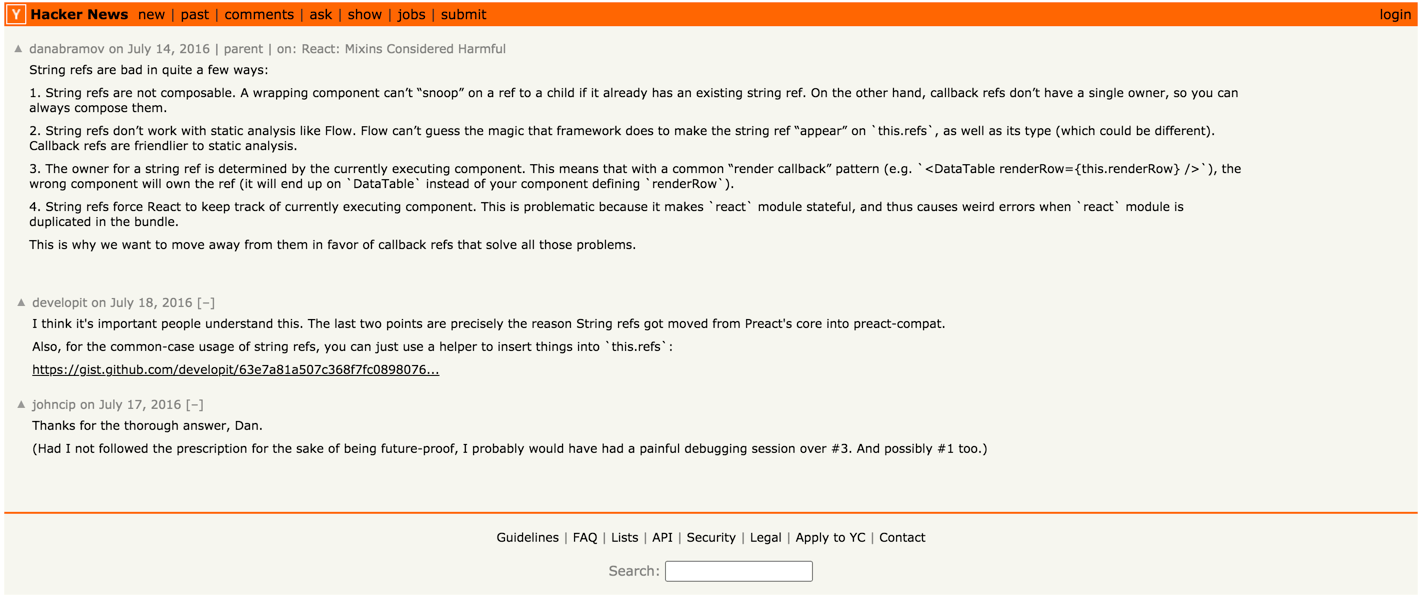 Y Hacker News new | past | comments | ask | show | jobs | submit login
▲ danabramov on July 14, 2016 | parent | on: React: Mixins Considered Harmful
String refs are bad in quite a few ways:
1. String refs are not composable. A wrapping component can’t “snoop” on a ref to a child if it already has an existing string ref. On the other hand, callback refs don’t have a single owner, so you can
always compose them.
2. String refs don’t work with static analysis like Flow. Flow can’t guess the magic that framework does to make the string ref “appear” on `this.refs`, as well as its type (which could be different).
Callback refs are friendlier to static analysis.
3. The owner for a string ref is determined by the currently executing component. This means that with a common “render callback” pattern (e.g. `<DataTable renderRow={this.renderRow} />`), the
wrong component will own the ref (it will end up on `DataTable` instead of your component defining `renderRow`).
4. String refs force React to keep track of currently executing component. This is problematic because it makes `react` module stateful, and thus causes weird errors when `react` module is
duplicated in the bundle.
This is why we want to move away from them in favor of callback refs that solve all those problems.
▲ developit on July 18, 2016 [–]
I think it's important people understand this. The last two points are precisely the reason String refs got moved from Preact's core into preact-compat.
Also, for the common-case usage of string refs, you can just use a helper to insert things into `this.refs`:
https://gist.github.com/developit/63e7a81a507c368f7fc0898076...
▲ johncip on July 17, 2016 [–]
Thanks for the thorough answer, Dan.
(Had I not followed the prescription for the sake of being future-proof, I probably would have had a painful debugging session over #3. And possibly #1 too.)
Guidelines | FAQ | Lists | API | Security | Legal | Apply to YC | Contact
Search: